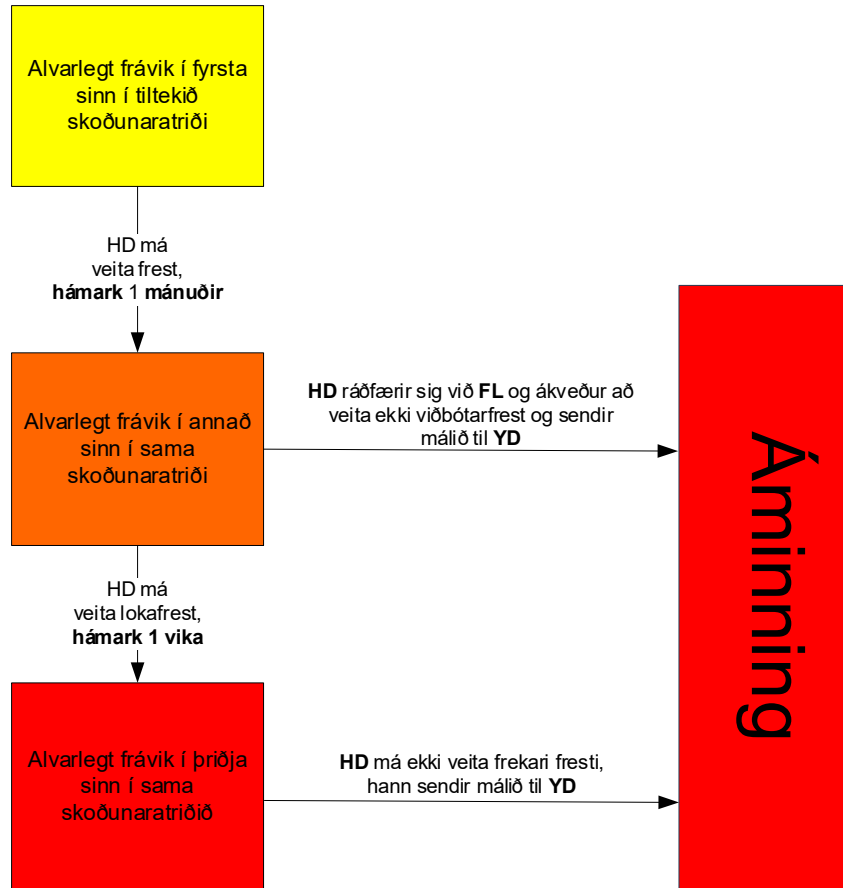 Alvarlegt frávik í fyrsta
sinn í tiltekið
skoðunaratriði
HD má
veita frest,
hámark 1 mánuðir
Alvarlegt frávik í annað
sinn í sama
skoðunaratriði
HD ráðfærir sig við FL og ákveður að
veita ekki viðbótarfrest og sendir
málið til YD
HD má
veita lokafrest,
hámark 1 vika
Alvarlegt frávik í þriðja
sinn í sama
skoðunaratriðið
HD má ekki veita frekari fresti,
hann sendir málið til YD
Áminning